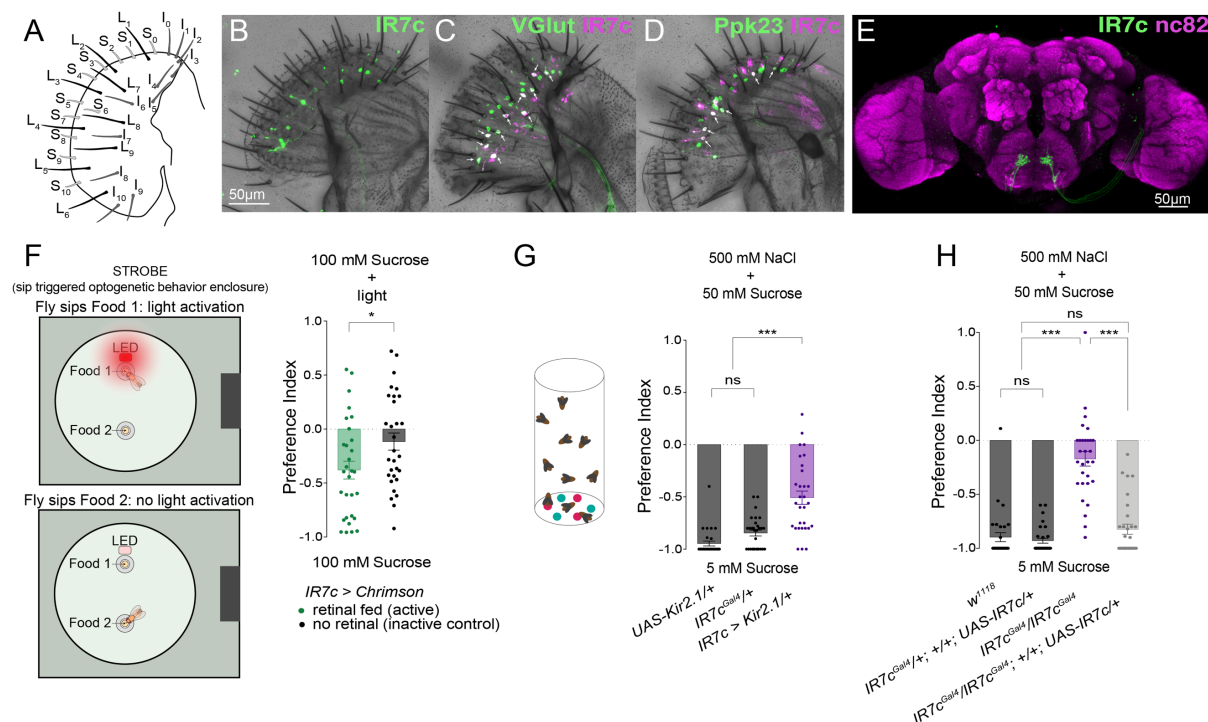 A
L1
S0
I0
I1
I2
I3
S1
S2
L2
S3
S4
L7
I4
I5
L3
I6
S5
S6
S7
L8
L4
S8
I7
L9
S9
L5
I8
S10
I9
L6
I10
B
IR7c
50μm
C
VGlut IR7c
D
Ppk23 IR7c
E
IR7c nc82
50μm
F
STROBE
(sip triggered optogenetic behavior enclosure)
Fly sips Food 1: light activation
LED
Food 1
Food 2
Fly sips Food 2: no light activation
LED
Food 1
Food 2
100 mM Sucrose
+
light
*
Preference Index
1.0
0.5
0.0
-0.5
-1.0
100 mM Sucrose
IR7c > Chrimson
retinal fed (active)
no retinal (inactive control)
G
500 mM NaCl
+
50 mM Sucrose
***
ns
Preference Index
1.0
0.5
0.0
-0.5
-1.0
5 mM Sucrose
UAS-Kir2.1/+
IR7cGal4/+
IR7c > Kir2.1/+
H
500 mM NaCl
+
50 mM Sucrose
ns
*** ***
ns
Preference Index
1.0
0.5
0.0
-0.5
-1.0
5 mM Sucrose
w1118
IR7cGal4/+; +/+; UAS-IR7c/+
IR7cGal4/IR7cGal4
IR7cGal4/IR7cGal4; +/+; UAS-IR7c/+